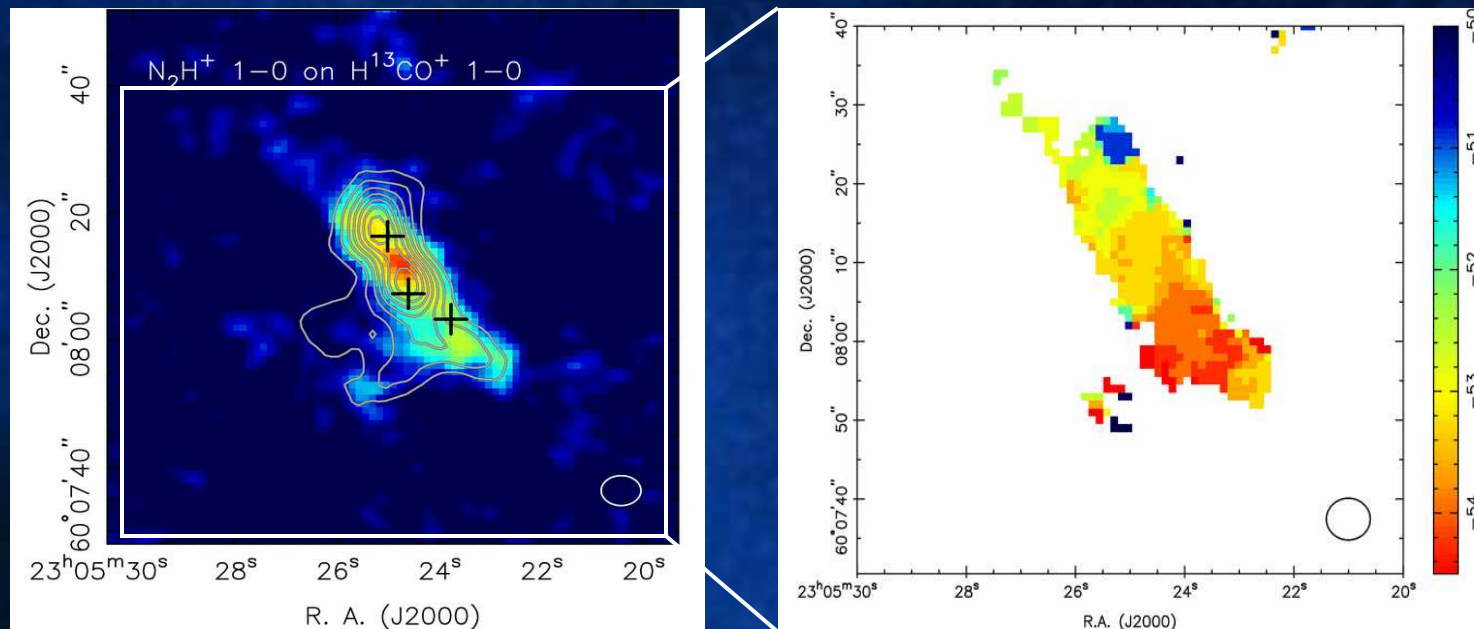 N₂H⁺ 1−0 on H¹³CO⁺ 1−0
40"
20"
08'00"
60°07'40"
Dec. (J2000)
23ʰ05ᵐ30ˢ 28ˢ 26ˢ 24ˢ 22ˢ 20ˢ
R. A. (J2000)
40"
30"
20"
10"
08'00"
50"
60°07'40"
Dec. (J2000)
23ʰ05ᵐ30ˢ 28ˢ 26ˢ 24ˢ 22ˢ 20ˢ
R.A. (J2000)
−50
−51
−52
−53
−54